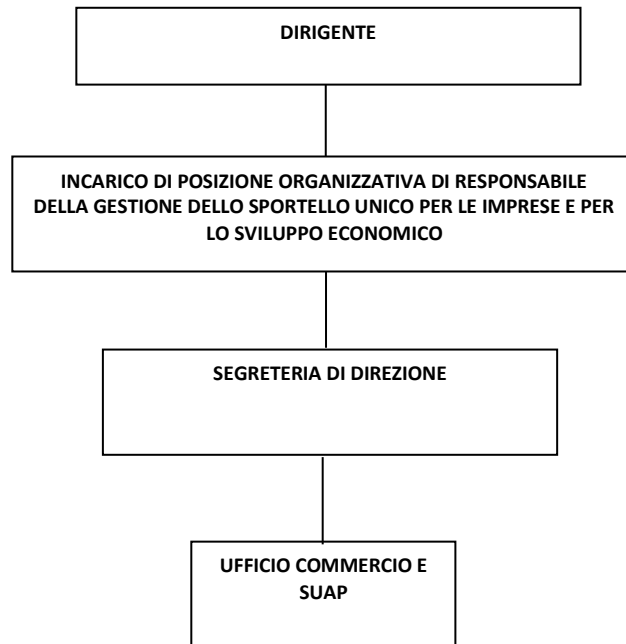 DIRIGENTE
INCARICO DI POSIZIONE ORGANIZZATIVA DI RESPONSABILE
DELLA GESTIONE DELLO SPORTELLO UNICO PER LE IMPRESE E PER
LO SVILUPPO ECONOMICO
SEGRETERIA DI DIREZIONE
UFFICIO COMMERCIO E
SUAP